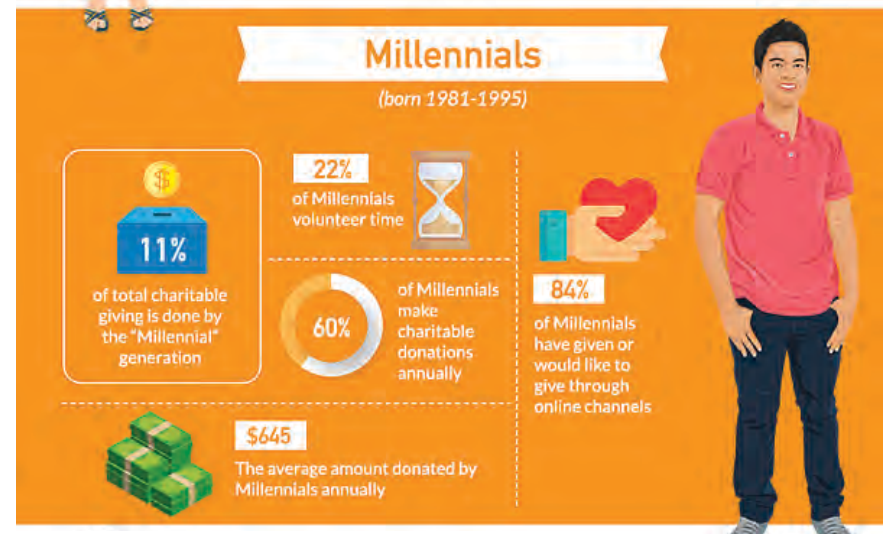 Millennials
(born 1981-1995)
$
11%
of total charitable
giving is done by
the "Millennial"
generation
22%
of Millennials
volunteer time
60%
of Millennials
make
charitable
donations
annually
84%
of Millennials
have given or
would like to
give through
online channels
$645
The average amount donated by
Millennials annually